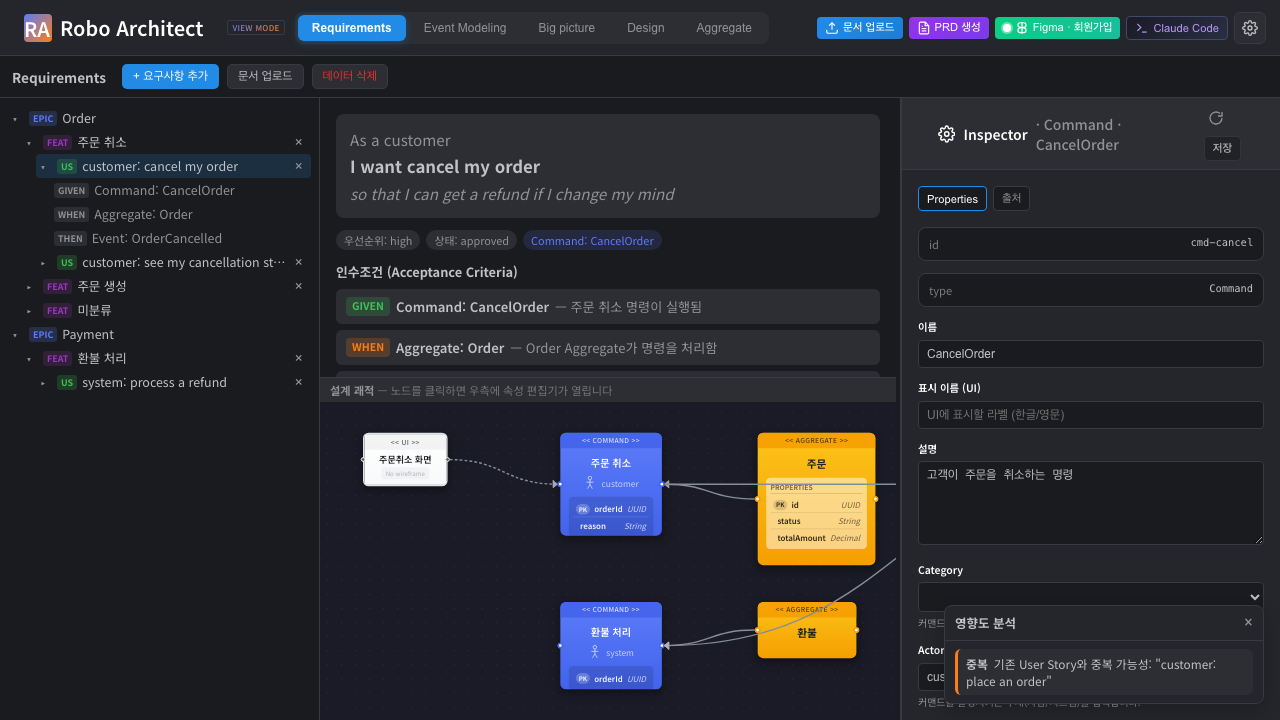 RA Robo Architect VIEW MODE Requirements Event Modeling Big picture Design Aggregate 문서 업로드 PRD 생성 Figma · 회원가입 Claude Code
Requirements + 요구사항 추가 문서 업로드 데이터 삭제
EPIC Order
FEAT 주문 취소 ×
US customer: cancel my order ×
GIVEN Command: CancelOrder
WHEN Aggregate: Order
THEN Event: OrderCancelled
US customer: see my cancellation st… ×
FEAT 주문 생성 ×
FEAT 미분류
EPIC Payment
FEAT 환불 처리 ×
US system: process a refund ×
As a customer
I want cancel my order
so that I can get a refund if I change my mind
우선순위: high 상태: approved Command: CancelOrder
인수조건 (Acceptance Criteria)
GIVEN Command: CancelOrder — 주문 취소 명령이 실행됨
WHEN Aggregate: Order — Order Aggregate가 명령을 처리함
설계 궤적 — 노드를 클릭하면 우측에 속성 편집기가 열립니다
<< UI >>
주문취소 화면
No wireframe
<< COMMAND >>
주문 취소
customer
PK orderId UUID
reason String
<< AGGREGATE >>
주문
PROPERTIES
PK id UUID
status String
totalAmount Decimal
<< COMMAND >>
환불 처리
system
PK orderId UUID
<< AGGREGATE >>
환불
Inspector · Command ·
CancelOrder
저장
Properties 출처
id cmd-cancel
type Command
이름
CancelOrder
표시 이름 (UI)
UI에 표시할 라벨 (한글/영문)
설명
고객이 주문을 취소하는 명령
Category
Actor
영향도 분석 ×
중복 기존 User Story와 중복 가능성: "customer:
place an order"